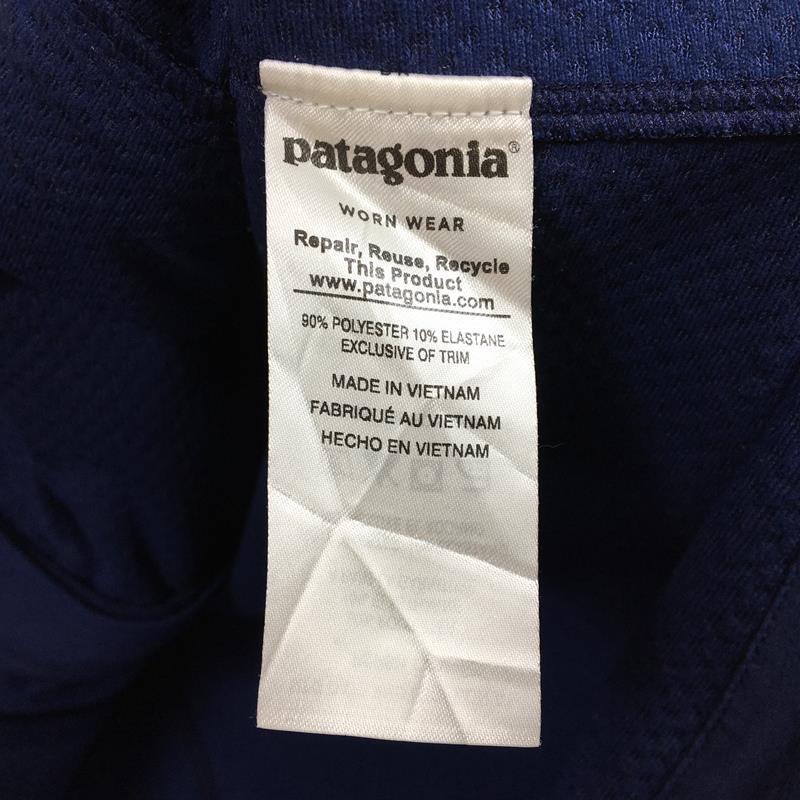 patagonia®
WORN WEAR
Repair, Reuse, Recycle
This Product
www.patagonia.com
90% POLYESTER 10% ELASTANE
EXCLUSIVE OF TRIM
MADE IN VIETNAM
FABRIQUÉ AU VIETNAM
HECHO EN VIETNAM